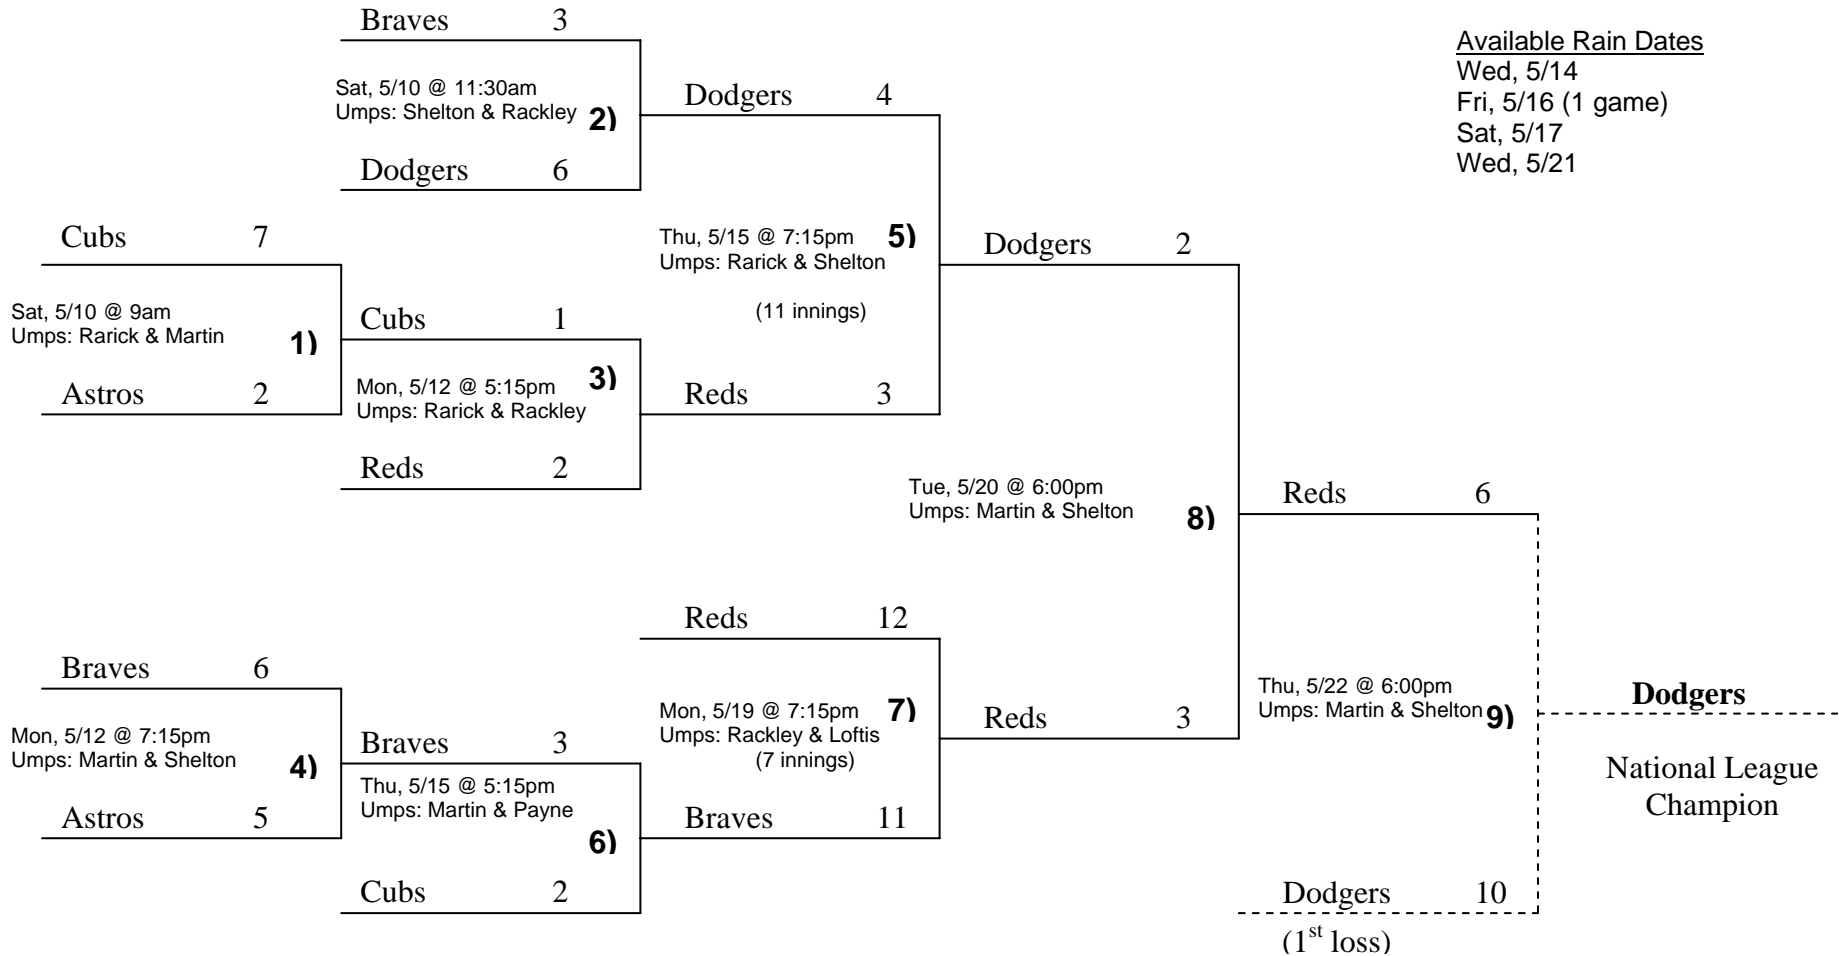 Braves 3
Available Rain Dates
Wed, 5/14
Fri, 5/16 (1 game)
Sat, 5/17
Wed, 5/21
Sat, 5/10 @ 11:30am
Umps: Shelton & Rackley 2)
Dodgers 4
Dodgers 6
Cubs 7
Thu, 5/15 @ 7:15pm 5)
Umps: Rarick & Shelton
(11 innings)
Dodgers 2
Sat, 5/10 @ 9am
Umps: Rarick & Martin 1)
Cubs 1
Astros 2
Mon, 5/12 @ 5:15pm 3)
Umps: Rarick & Rackley
Reds 3
Reds 2
Tue, 5/20 @ 6:00pm
Umps: Martin & Shelton 8)
Reds 6
Reds 12
Braves 6
Mon, 5/19 @ 7:15pm 7)
Umps: Rackley & Loftis
(7 innings)
Reds 3
Thu, 5/22 @ 6:00pm
Umps: Martin & Shelton 9)
Dodgers
National League
Champion
Mon, 5/12 @ 7:15pm
Umps: Martin & Shelton 4)
Braves 3
Astros 5
Thu, 5/15 @ 5:15pm
Umps: Martin & Payne
6)
Braves 11
Cubs 2
Dodgers 10
(1st loss)